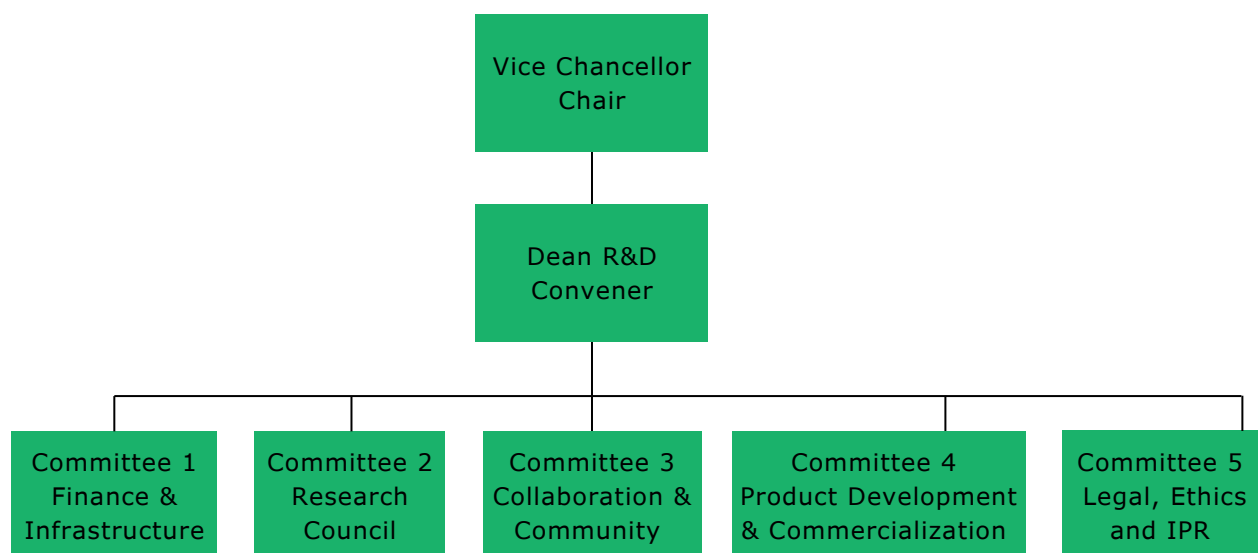 Vice Chancellor
Chair
Dean R&D
Convener
Committee 1
Finance &
Infrastructure
Committee 2
Research
Council
Committee 3
Collaboration &
Community
Committee 4
Product Development
& Commercialization
Committee 5
Legal, Ethics
and IPR